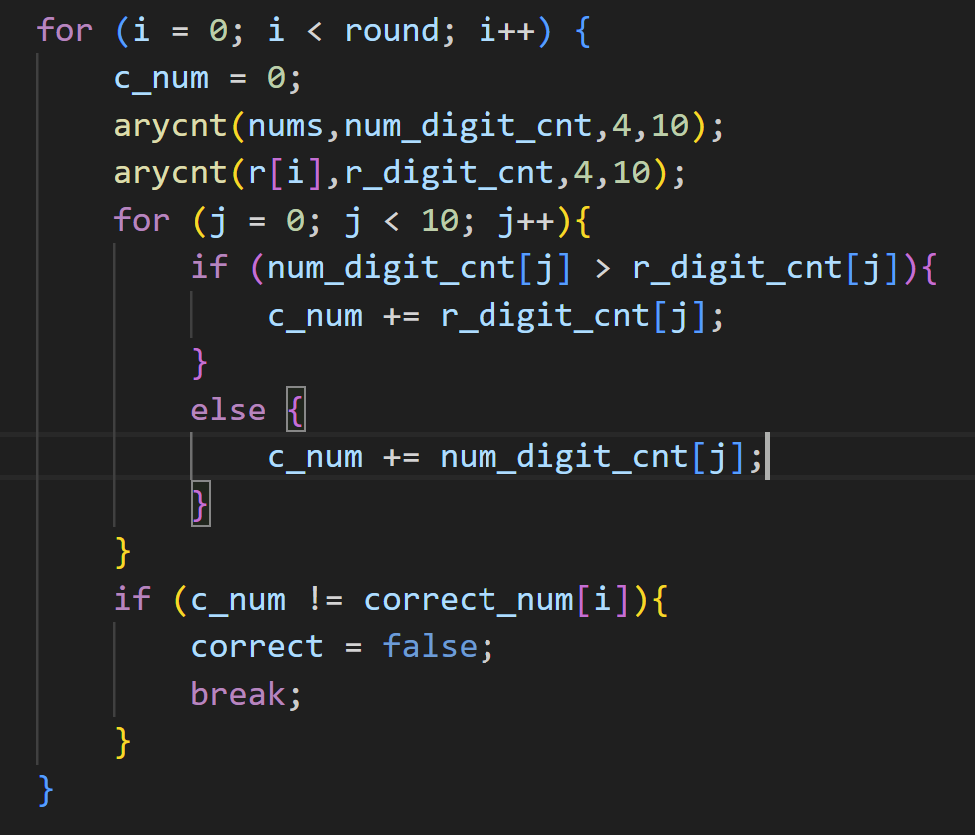 for (i = 0; i < round; i++) {
    c_num = 0;
    arycnt(nums,num_digit_cnt,4,10);
    arycnt(r[i],r_digit_cnt,4,10);
    for (j = 0; j < 10; j++){
        if (num_digit_cnt[j] > r_digit_cnt[j]){
            c_num += r_digit_cnt[j];
        }
        else {
            c_num += num_digit_cnt[j];
        }
    }
    if (c_num != correct_num[i]){
        correct = false;
        break;
    }
}